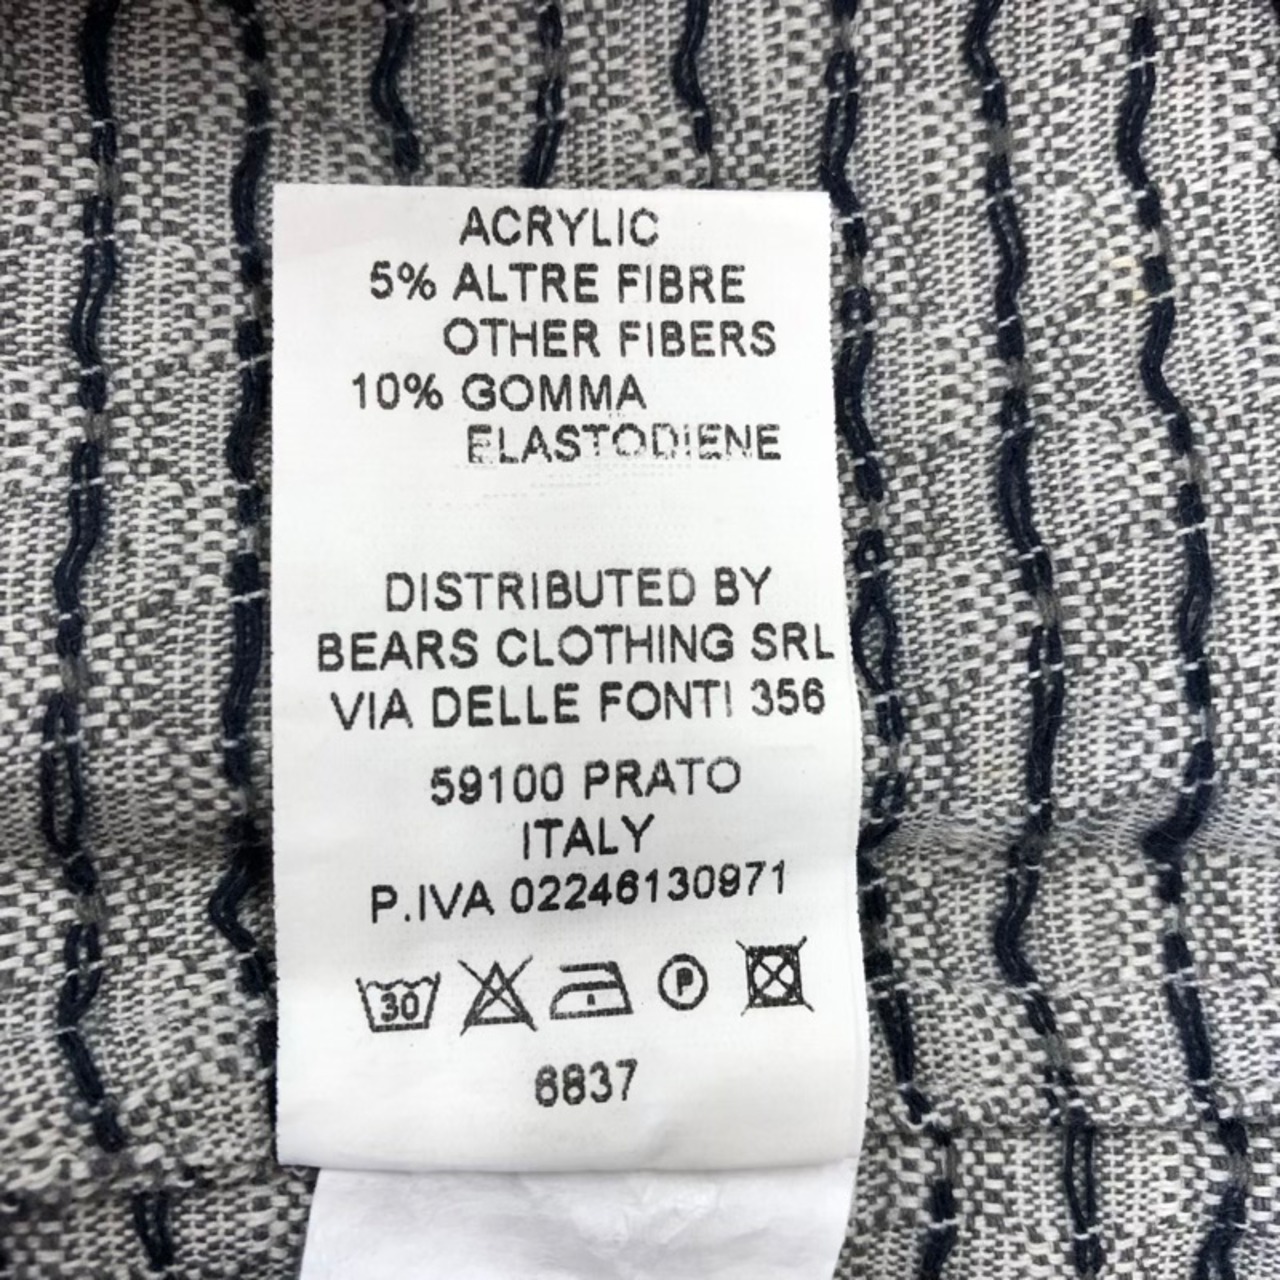 ACRYLIC
5% ALTRE FIBRE
OTHER FIBERS
10% GOMMA
ELASTODIENE
DISTRIBUTED BY
BEARS CLOTHING SRL
VIA DELLE FONTI 356
59100 PRATO
ITALY
P.IVA 02246130971
30
P
6837